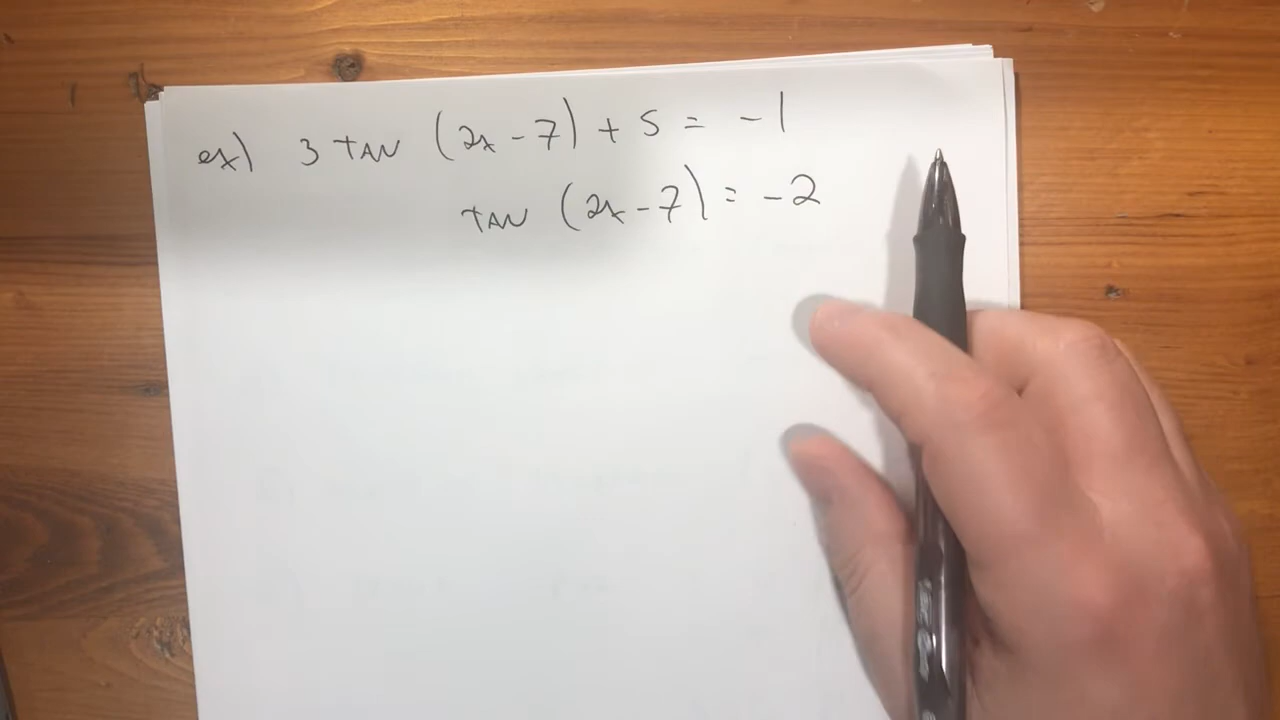 ex) 3 TAN (2x - 7) + 5 = -1
TAN (2x - 7) = -2